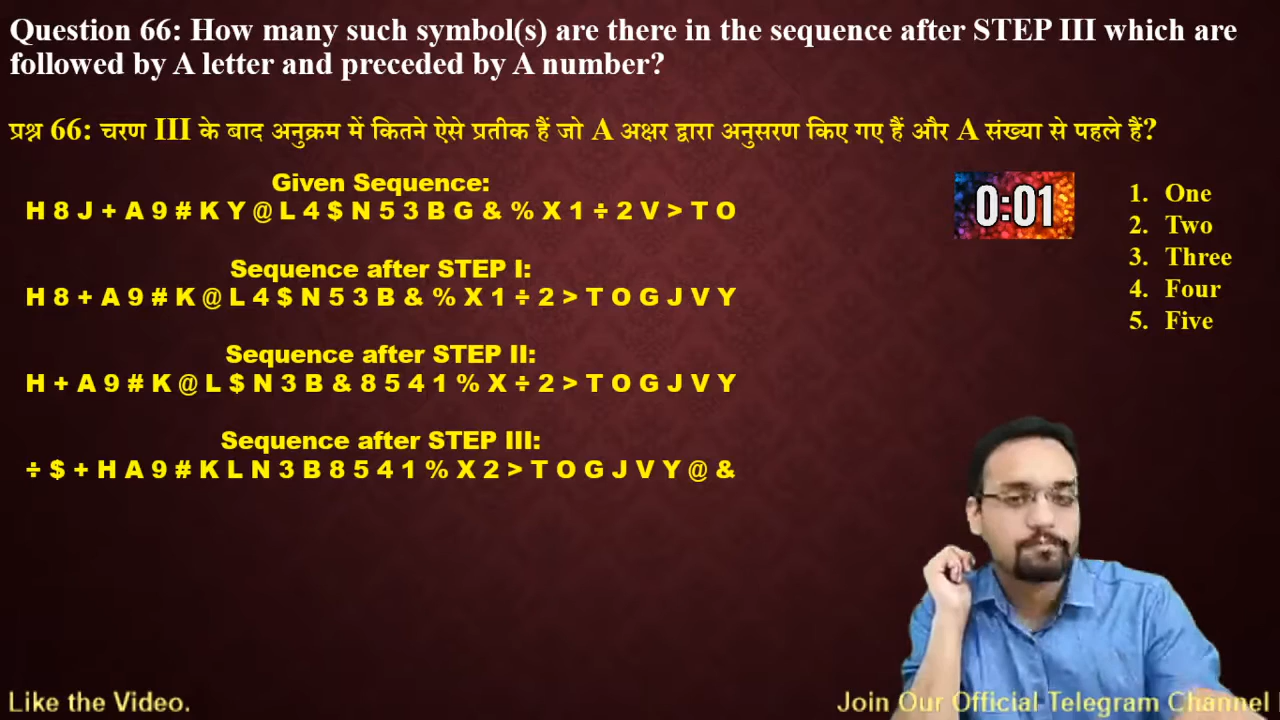 Question 66: How many such symbol(s) are there in the sequence after STEP III which are
followed by A letter and preceded by A number?
प्रश्न 66: चरण III के बाद अनुक्रम में कितने ऐसे प्रतीक हैं जो A अक्षर द्वारा अनुसरण किए गए हैं और A संख्या से पहले हैं?
Given Sequence:
H 8 J + A 9 # K Y @ L 4 $ N 5 3 B G & % X 1 ÷ 2 V > T O
Sequence after STEP I:
H 8 + A 9 # K @ L 4 $ N 5 3 B & % X 1 ÷ 2 > T O G J V Y
Sequence after STEP II:
H + A 9 # K @ L $ N 3 B & 8 5 4 1 % X ÷ 2 > T O G J V Y
Sequence after STEP III:
÷ $ + H A 9 # K L N 3 B 8 5 4 1 % X 2 > T O G J V Y @ &
0:01
1. One
2. Two
3. Three
4. Four
5. Five
Like the Video.
Join Our Official Telegram Channel